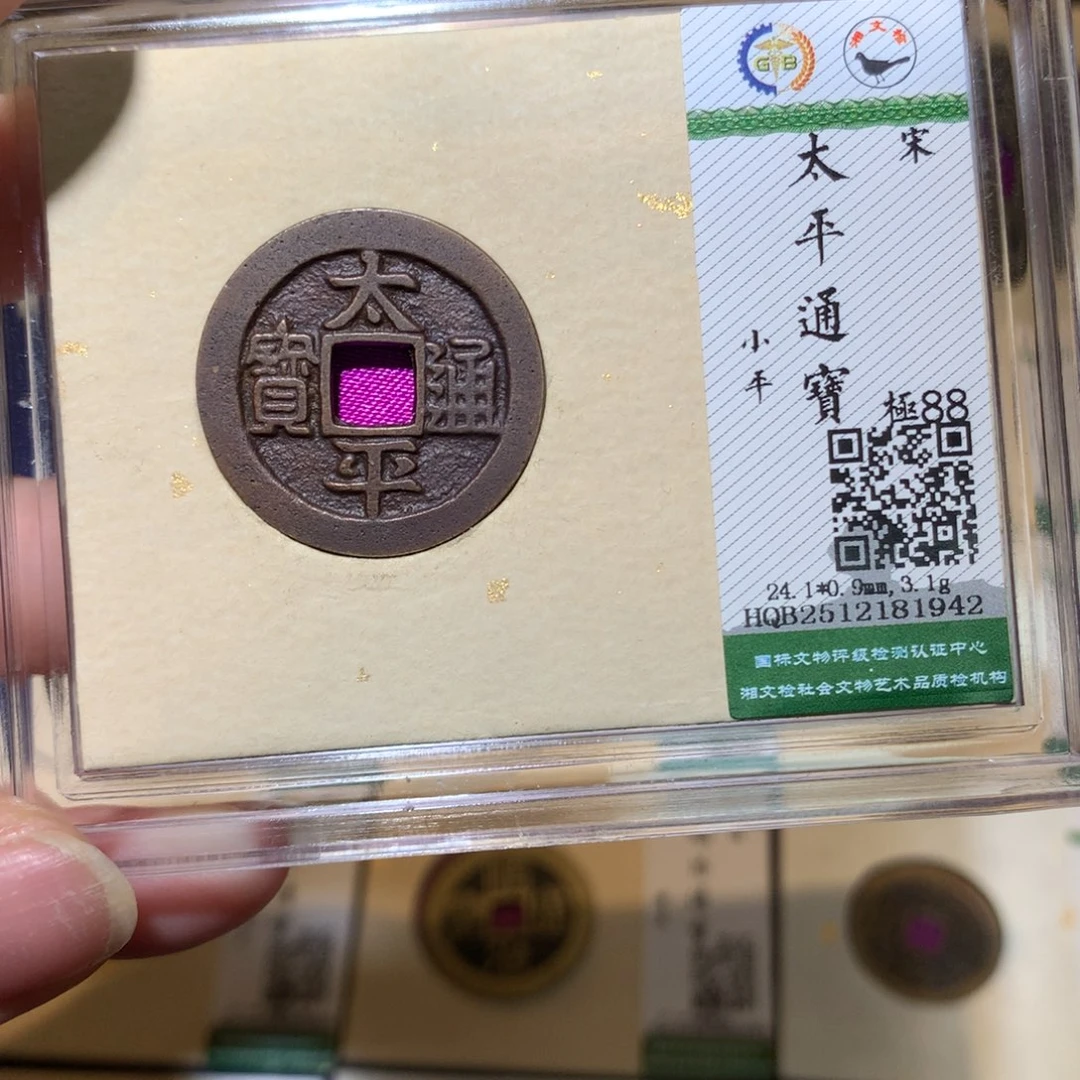 太
平
通
寶
GB
湘文检
宋
太平通寶
小平
極88
24.1*0.9mm,3.1g
HQB2512181942
国标文物评级检测认证中心
湘文检社会文物艺术品质检机构